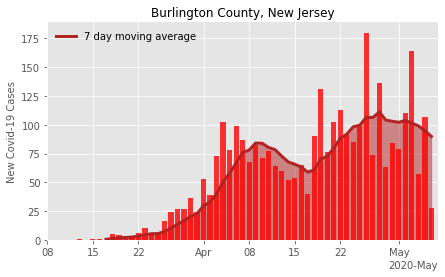 Burlington County, New Jersey
7 day moving average
New Covid-19 Cases
175
150
125
100
75
50
25
0
08 15 22 Apr 08 15 22 May
2020-May